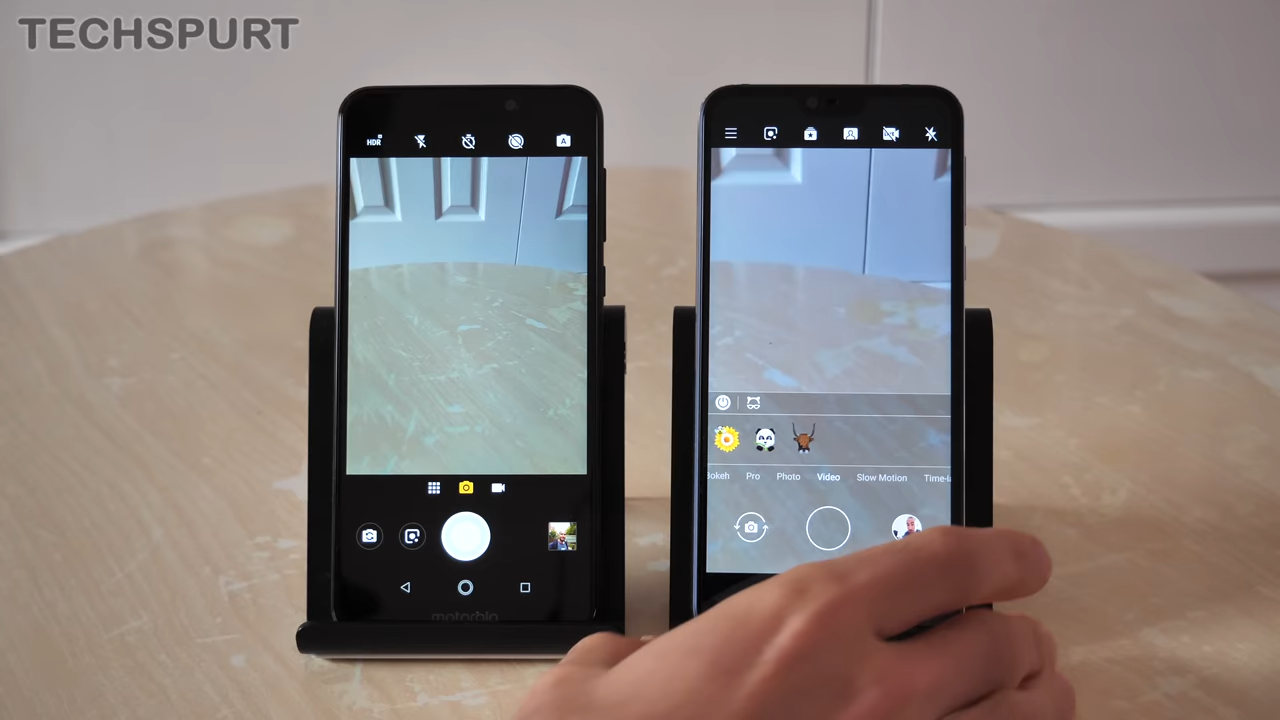 TECHSPURT
HDR
A
okeh Pro Photo Video Slow Motion Time-l
motorola